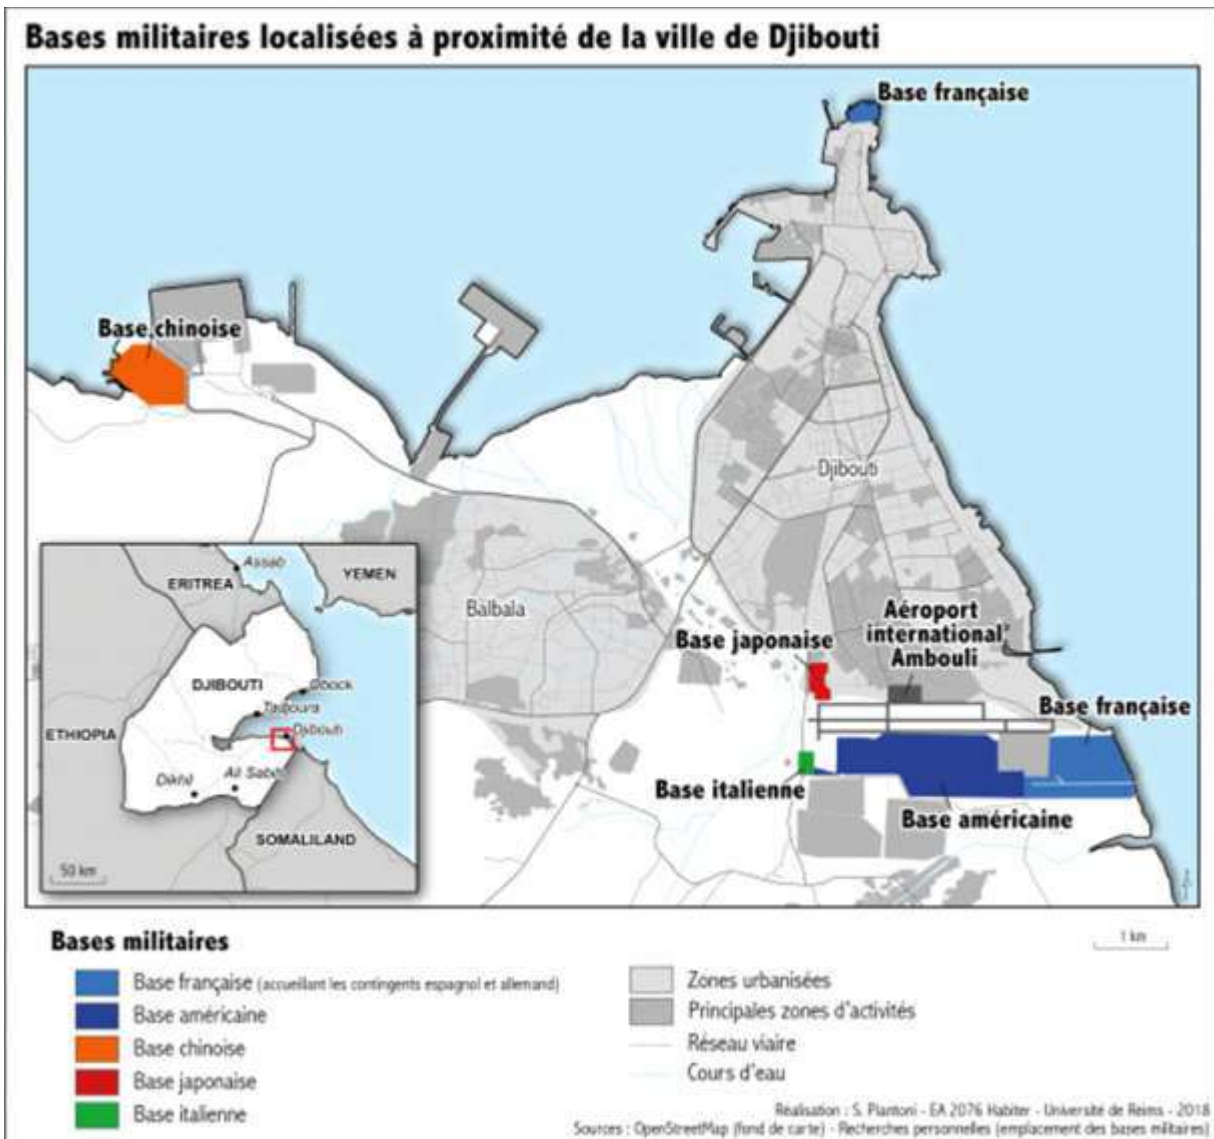 Bases militaires localisées à proximité de la ville de Djibouti
Base française
Base chinoise
Djibouti
Balbala
Aéroport
international
Ambouli
Base japonaise
Base française
Base italienne
Base américaine
Assab
ERITREA
YEMEN
DJIBOUTI
Obock
Tadjoura
Djibouti
ETHIOPIA
Dikhil
Ali Sabih
SOMALILAND
50 km
1 km
Bases militaires
Base française (accueillant les contingents espagnol et allemand)
Base américaine
Base chinoise
Base japonaise
Base italienne
Zones urbanisées
Principales zones d'activités
Réseau viaire
Cours d'eau
Réalisation : S. Piantoni - EA 2076 Habiter - Université de Reims - 2018
Sources : OpenStreetMap (fond de carte) - Recherches personnelles (emplacement des bases militaires)